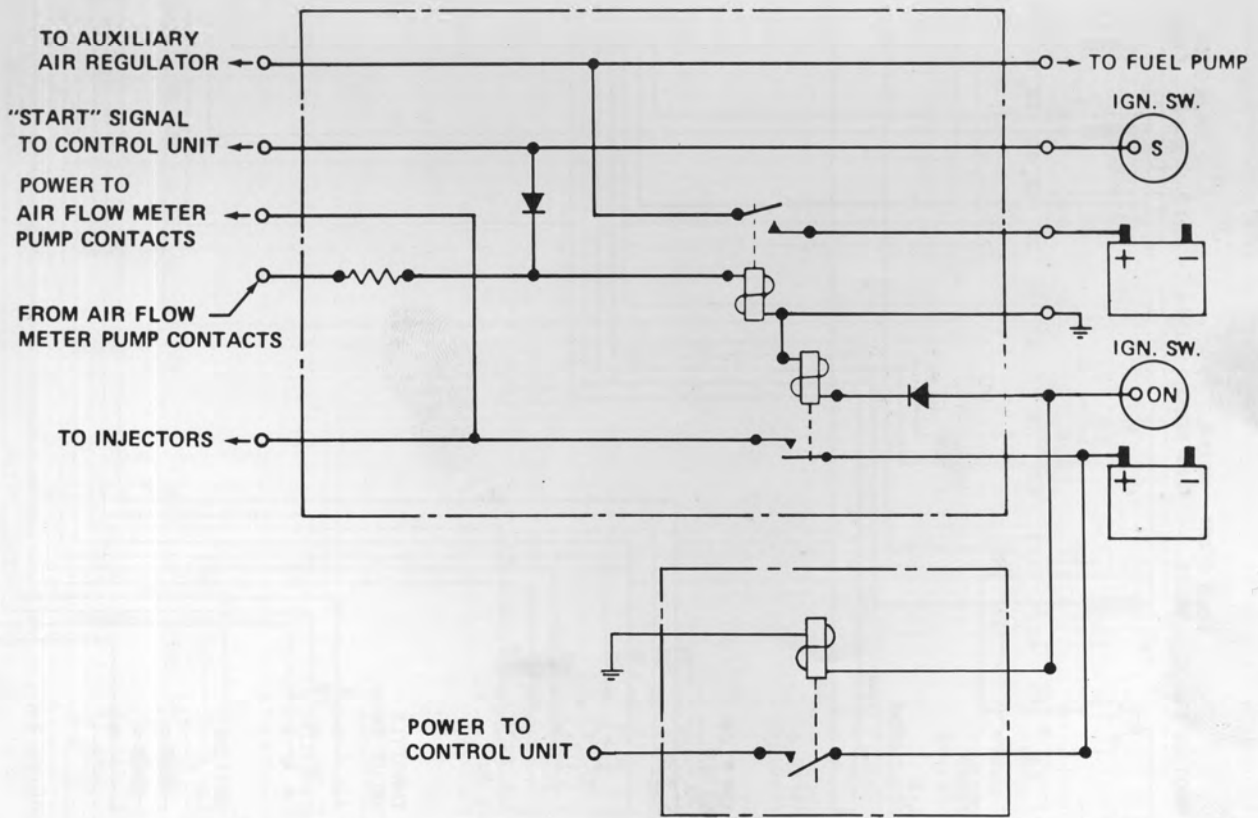 TO AUXILIARY
AIR REGULATOR
TO FUEL PUMP
IGN. SW.
"START" SIGNAL
TO CONTROL UNIT
S
POWER TO
AIR FLOW METER
PUMP CONTACTS
+ −
FROM AIR FLOW
METER PUMP CONTACTS
IGN. SW.
ON
TO INJECTORS
+ −
POWER TO
CONTROL UNIT